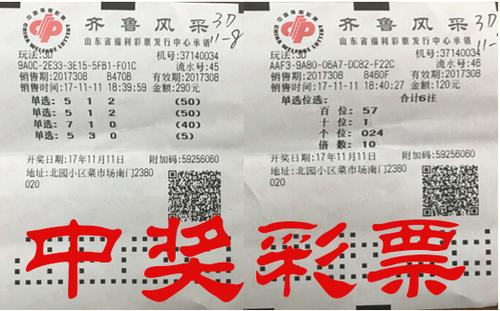 齐鲁风采
3D
11-8
山东省福利彩票发行中心承销
玩法:3D 机号:37140034
9A0C-2E33-3E15-5FB1-F01C 流水号:45
销售期:2017308 B470B 有效期:2017308
销售时:17-11-11 18:39:59 金额:290元
单选: 5 1 2 (50)
单选: 5 1 2 (50)
单选: 7 1 0 (40)
单选: 5 3 0 (5)
开奖日期:17年11月11日 附加码:59256060
地址:北园小区菜市场南门2380
020
齐鲁风采
3D
11-8
山东省福利彩票发行中心承销
玩法:3D 机号:37140034
AAF3-9A80-06A7-DC82-F22C 流水号:46
销售期:2017308 8460F 有效期:2017308
销售时:17-11-11 18:40:27 金额:120元
单选按位: 合计6注
百 位: 57
十 位: 1
个 位: 024
倍 数: 10
开奖日期:17年11月11日 附加码:59256060
地址:北园小区菜市场南门2380
020
中奖彩票